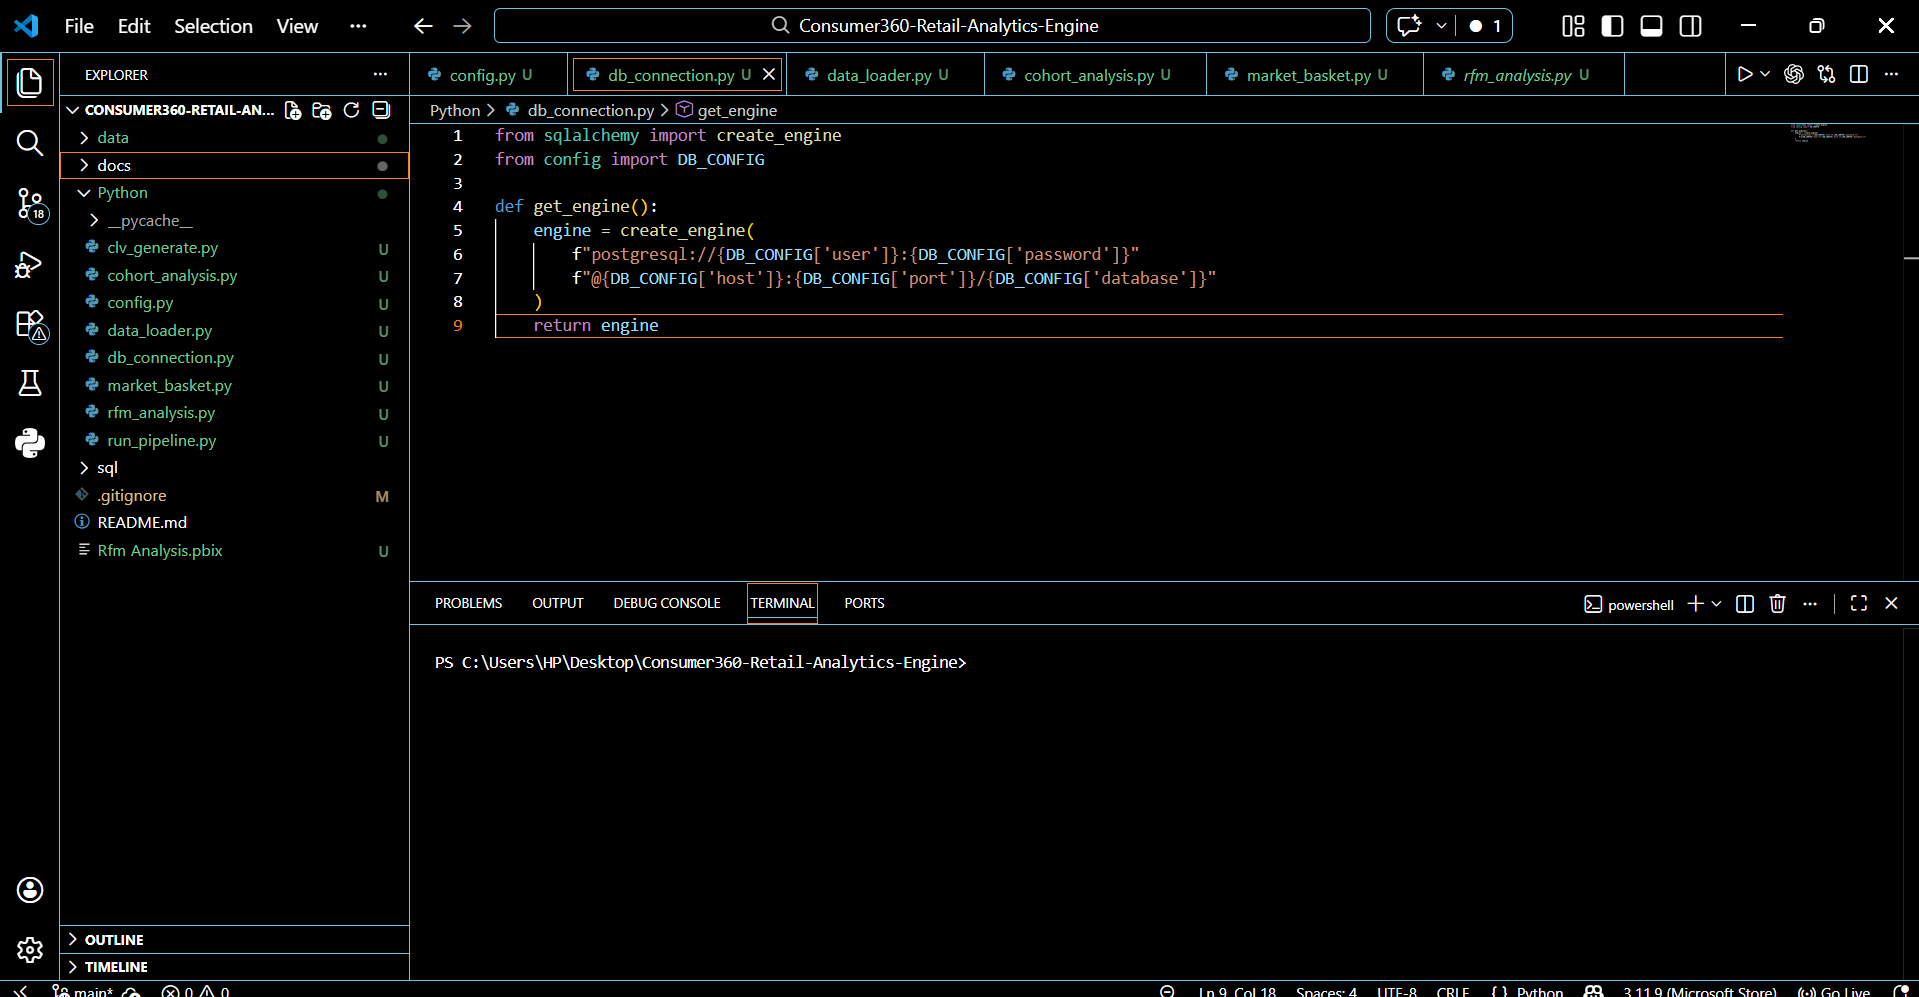 File Edit Selection View ···
Consumer360-Retail-Analytics-Engine
1
EXPLORER ···
CONSUMER360-RETAIL-AN...
data
docs
Python
__pycache__
clv_generate.py U
cohort_analysis.py U
config.py U
data_loader.py U
db_connection.py U
market_basket.py U
rfm_analysis.py U
run_pipeline.py U
sql
.gitignore M
README.md
Rfm Analysis.pbix U
OUTLINE
TIMELINE
18
config.py U db_connection.py U data_loader.py U cohort_analysis.py U market_basket.py U rfm_analysis.py U
Python > db_connection.py > get_engine
1 from sqlalchemy import create_engine
2 from config import DB_CONFIG
3
4 def get_engine():
5 engine = create_engine(
6 f"postgresql://{DB_CONFIG['user']}:{DB_CONFIG['password']}"
7 f"@{DB_CONFIG['host']}:{DB_CONFIG['port']}/{DB_CONFIG['database']}"
8 )
9 return engine
PROBLEMS OUTPUT DEBUG CONSOLE TERMINAL PORTS
powershell
PS C:\Users\HP\Desktop\Consumer360-Retail-Analytics-Engine>
main* 0 0 Ln 9, Col 18 Spaces: 4 UTF-8 CRLF {} Python 3.11.9 (Microsoft Store) Go Live